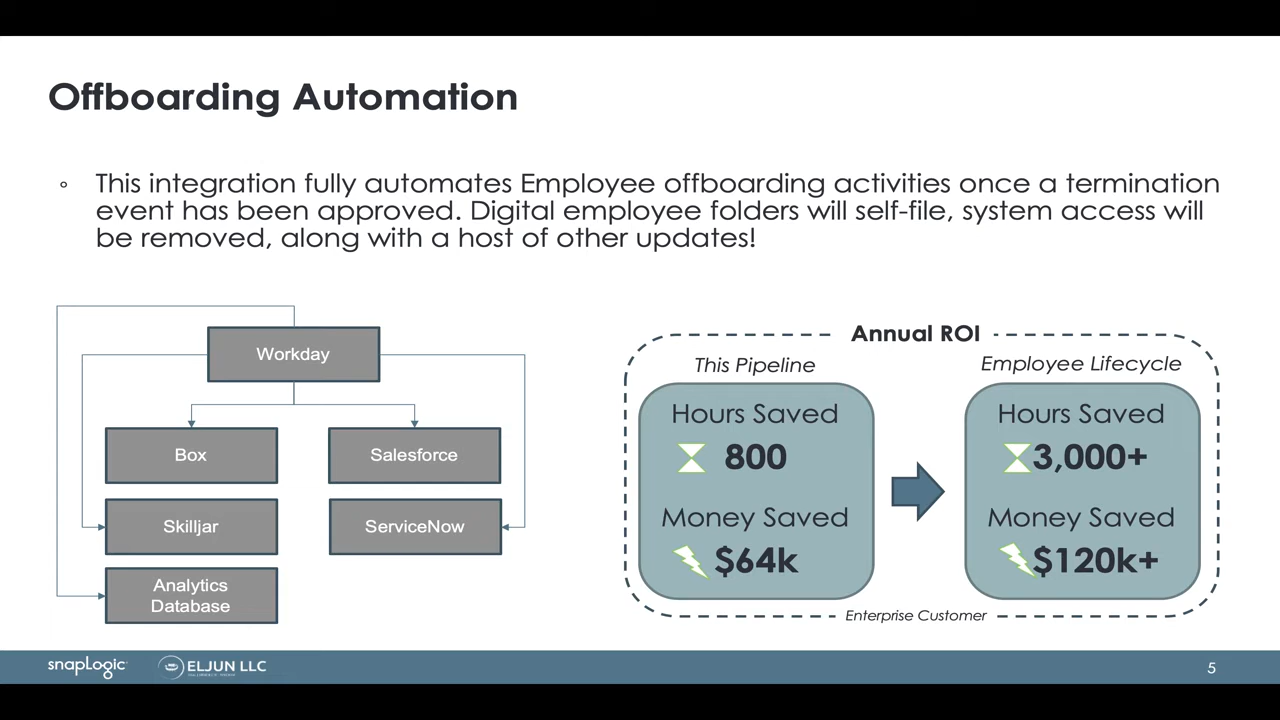 Offboarding Automation
◦ This integration fully automates Employee offboarding activities once a termination
event has been approved. Digital employee folders will self-file, system access will
be removed, along with a host of other updates!
Workday
Box
Salesforce
Skilljar
ServiceNow
Analytics
Database
Annual ROI
This Pipeline
Employee Lifecycle
Hours Saved
800
Money Saved
$64k
Hours Saved
3,000+
Money Saved
$120k+
Enterprise Customer
snapLogic
ELJUN LLC
5